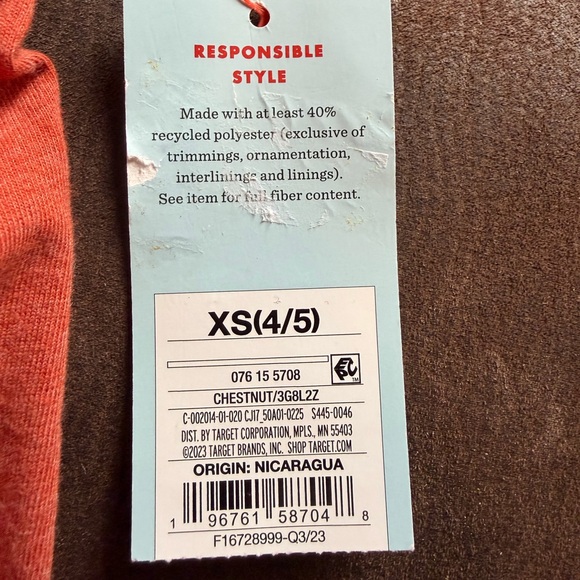 RESPONSIBLE
STYLE
Made with at least 40%
recycled polyester (exclusive of
trimmings, ornamentation,
interlinings and linings).
See item for full fiber content.
XS(4/5)
076 15 5708
CHESTNUT/3G8L2Z
C-002014-01-020 CJ17_50A01-0225 S445-0046
DIST. BY TARGET CORPORATION, MPLS., MN 55403
©2023 TARGET BRANDS, INC. SHOP TARGET.COM
ORIGIN: NICARAGUA
1 96761 58704 8
F16728999-Q3/23